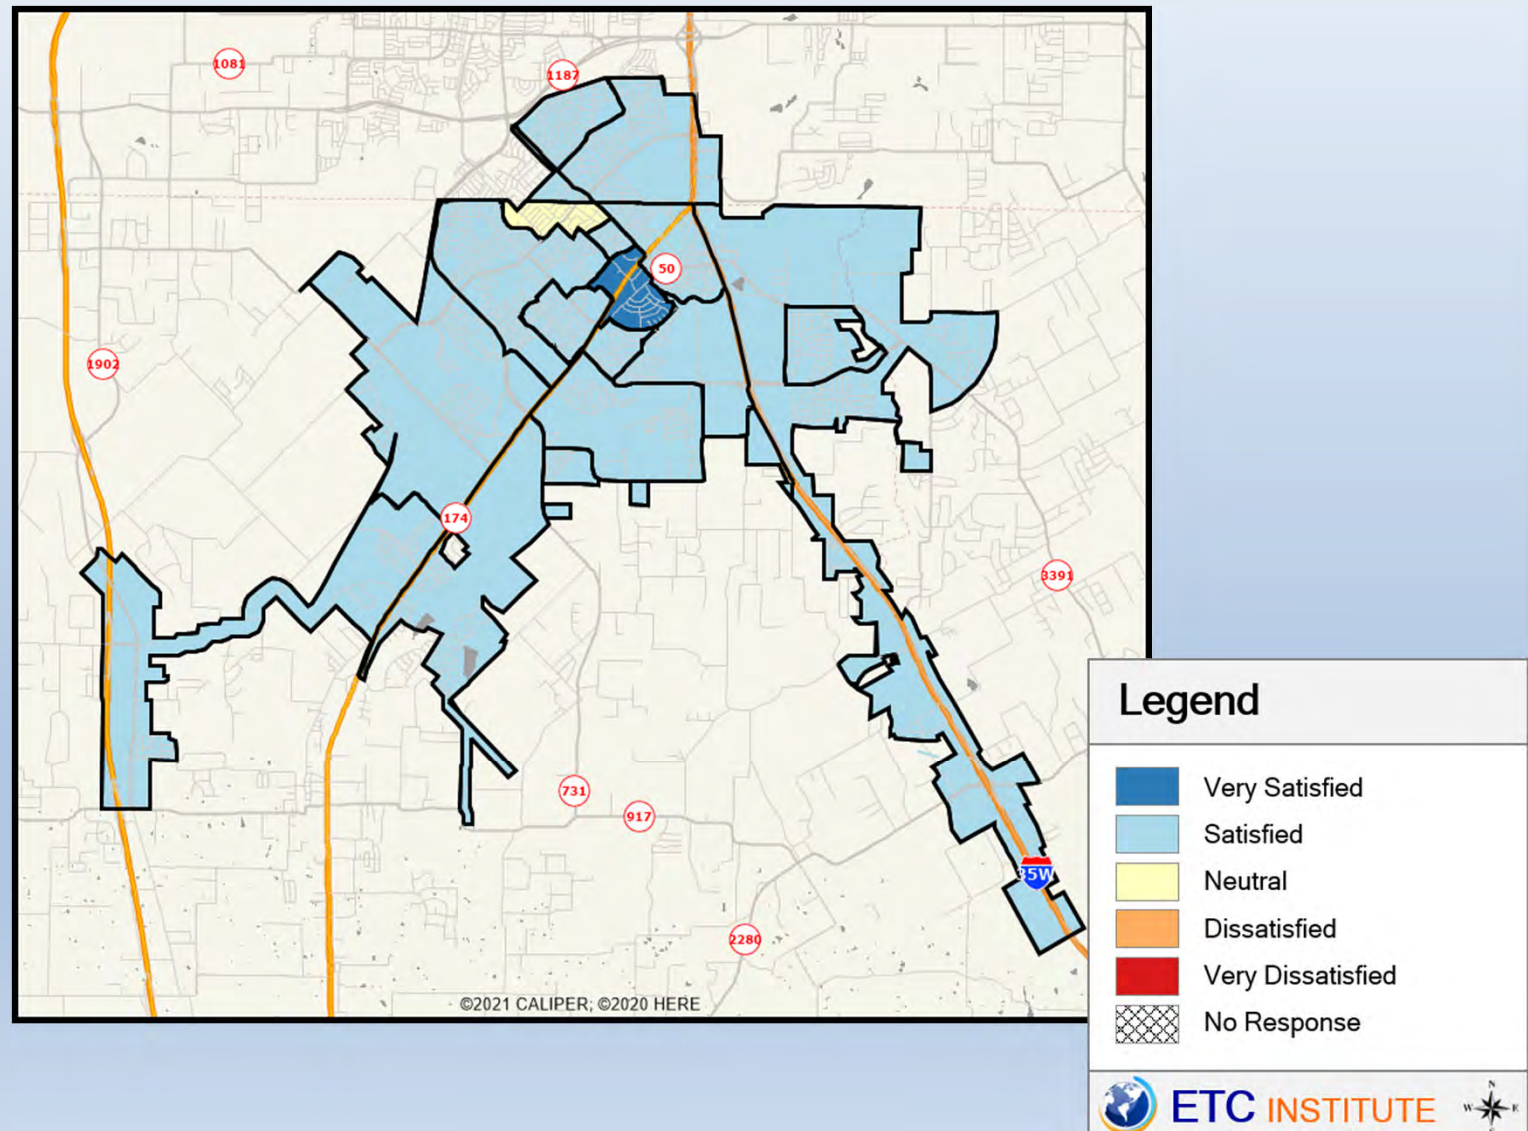 1081
1187
50
1902
174
3391
731
917
35W
2280
©2021 CALIPER; ©2020 HERE
Legend
Very Satisfied
Satisfied
Neutral
Dissatisfied
Very Dissatisfied
No Response
ETC INSTITUTE
N
W E